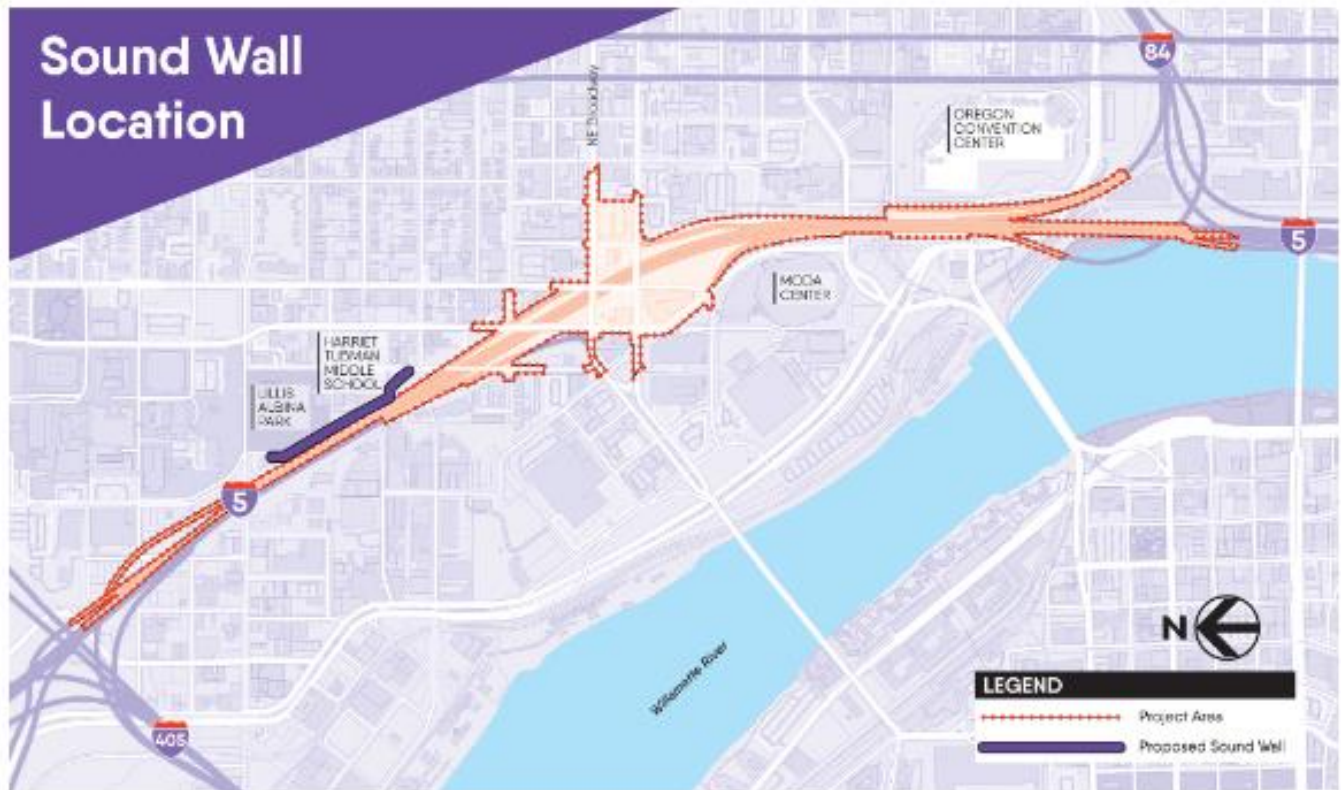 Sound Wall
Location
84
NE Broadway
OREGON
CONVENTION
CENTER
5
MODA
CENTER
HARRIET
TUBMAN
MIDDLE
SCHOOL
LILLIS
ALBINA
PARK
5
N
Willamette River
LEGEND
Project Area
Proposed Sound Wall
405